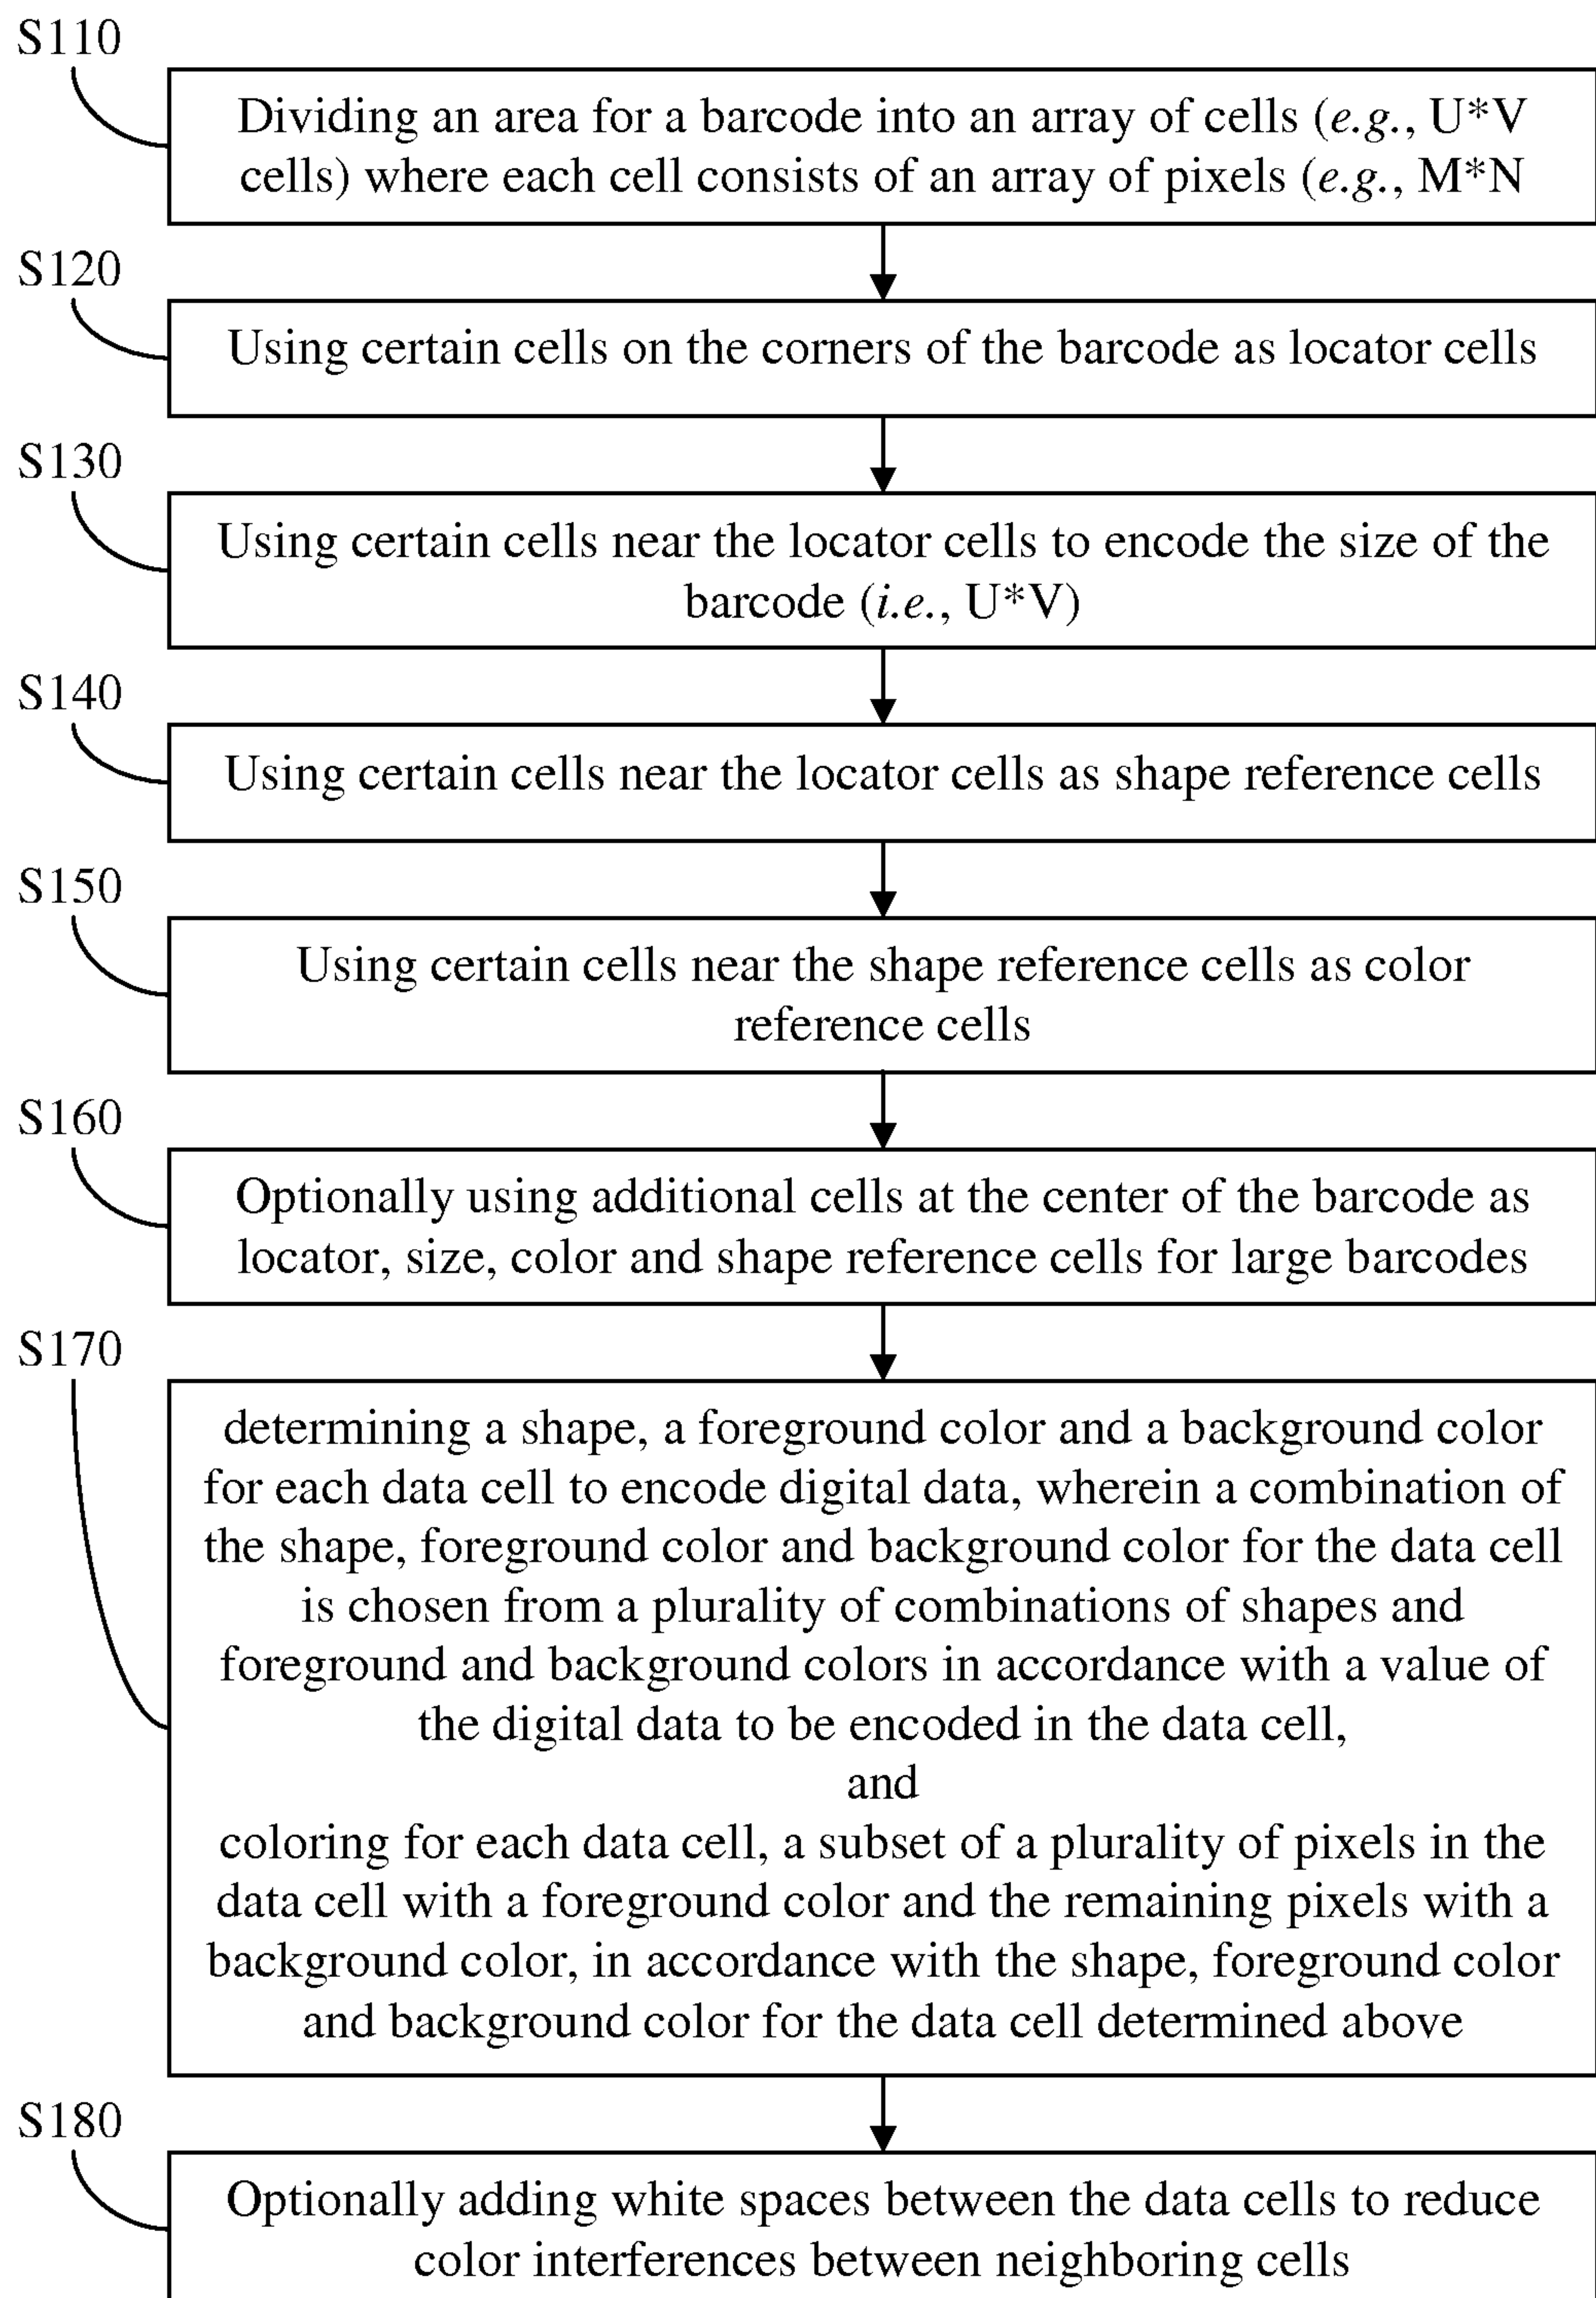 S110
Dividing an area for a barcode into an array of cells (e.g., U*V
cells) where each cell consists of an array of pixels (e.g., M*N
S120
Using certain cells on the corners of the barcode as locator cells
S130
Using certain cells near the locator cells to encode the size of the
barcode (i.e., U*V)
S140
Using certain cells near the locator cells as shape reference cells
S150
Using certain cells near the shape reference cells as color
reference cells
S160
Optionally using additional cells at the center of the barcode as
locator, size, color and shape reference cells for large barcodes
S170
determining a shape, a foreground color and a background color
for each data cell to encode digital data, wherein a combination of
the shape, foreground color and background color for the data cell
is chosen from a plurality of combinations of shapes and
foreground and background colors in accordance with a value of
the digital data to be encoded in the data cell,
and
coloring for each data cell, a subset of a plurality of pixels in the
data cell with a foreground color and the remaining pixels with a
background color, in accordance with the shape, foreground color
and background color for the data cell determined above
S180
Optionally adding white spaces between the data cells to reduce
color interferences between neighboring cells